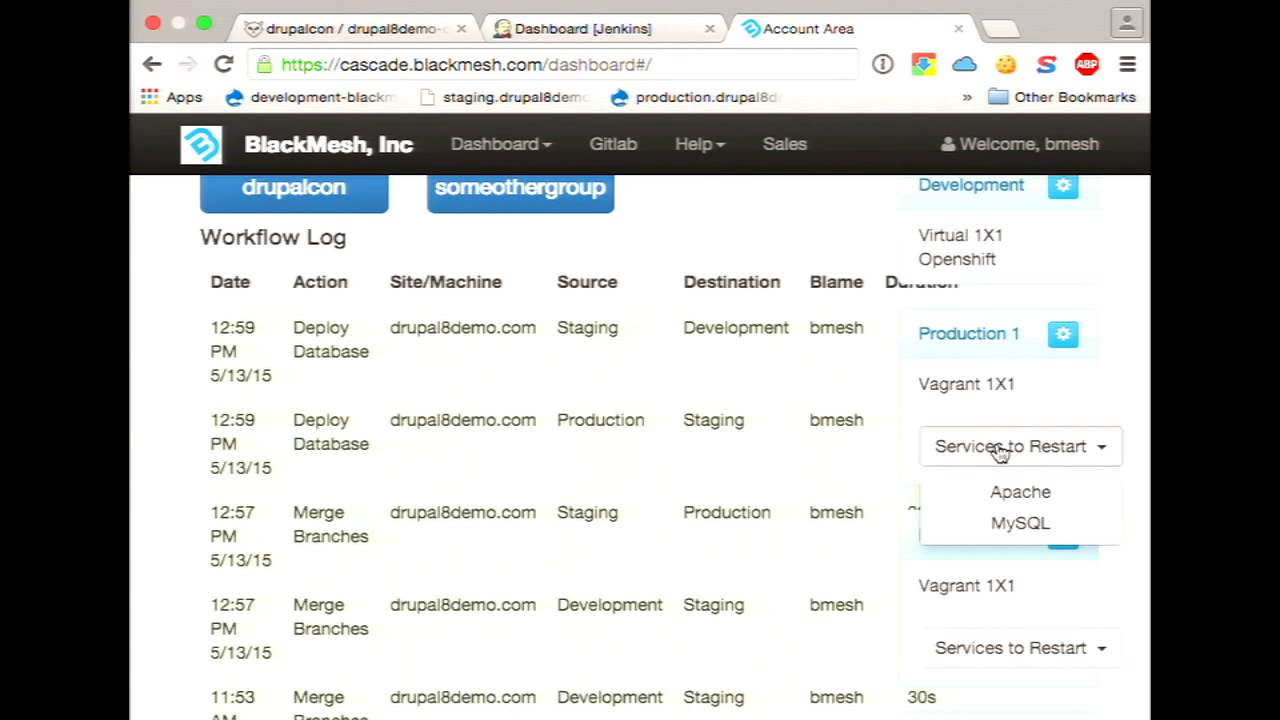 drupalcon / drupal8demo-
Dashboard [Jenkins]
Account Area
https://cascade.blackmesh.com/dashboard#/
ABP
Apps
development-blackm
staging.drupal8demo
production.drupal8d
»
Other Bookmarks
BlackMesh, Inc
Dashboard
Gitlab
Help
Sales
Welcome, bmesh
drupalcon
someothergroup
Development
Virtual 1X1
Openshift
Workflow Log
Date Action Site/Machine Source Destination Blame Duration
12:59 PM 5/13/15 Deploy Database drupal8demo.com Staging Development bmesh
12:59 PM 5/13/15 Deploy Database drupal8demo.com Production Staging bmesh
12:57 PM 5/13/15 Merge Branches drupal8demo.com Staging Production bmesh
12:57 PM 5/13/15 Merge Branches drupal8demo.com Development Staging bmesh
11:53 AM Merge Branches drupal8demo.com Development Staging bmesh 30s
Production 1
Vagrant 1X1
Services to Restart
Apache
MySQL
Vagrant 1X1
Services to Restart